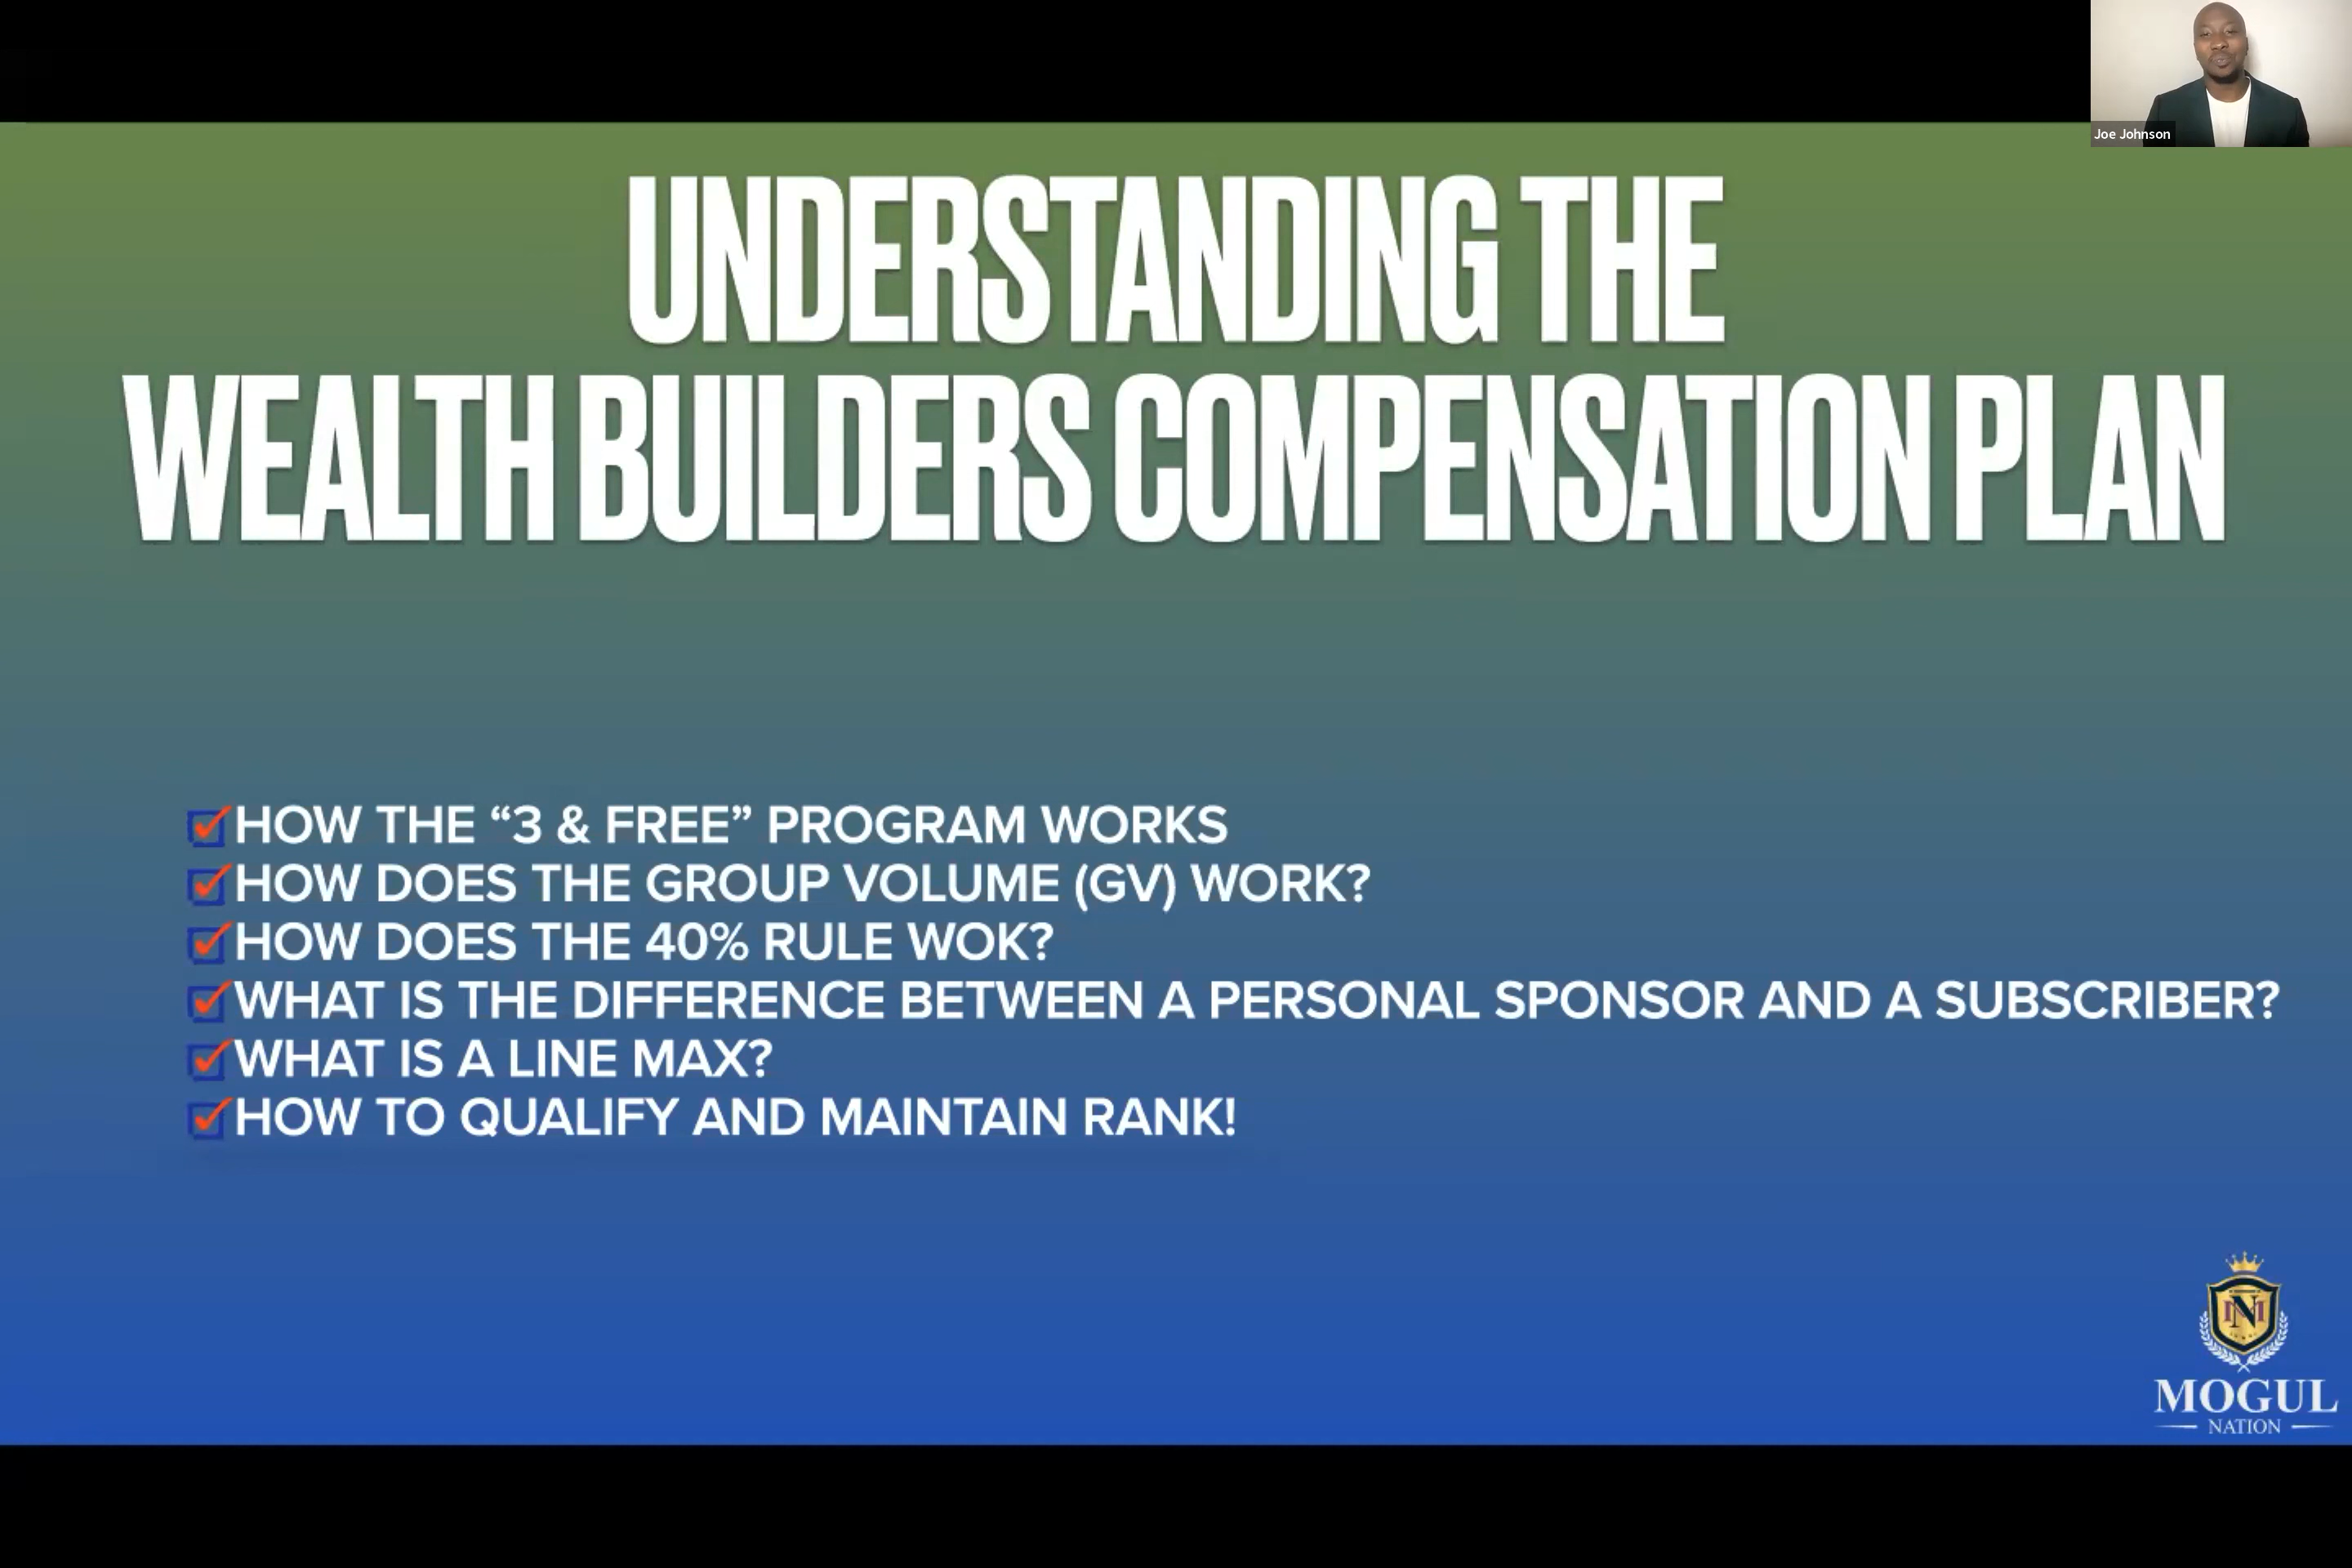 Joe Johnson
UNDERSTANDING THE
WEALTH BUILDERS COMPENSATION PLAN
HOW THE “3 & FREE” PROGRAM WORKS
HOW DOES THE GROUP VOLUME (GV) WORK?
HOW DOES THE 40% RULE WOK?
WHAT IS THE DIFFERENCE BETWEEN A PERSONAL SPONSOR AND A SUBSCRIBER?
WHAT IS A LINE MAX?
HOW TO QUALIFY AND MAINTAIN RANK!
MN
MOGUL
NATION